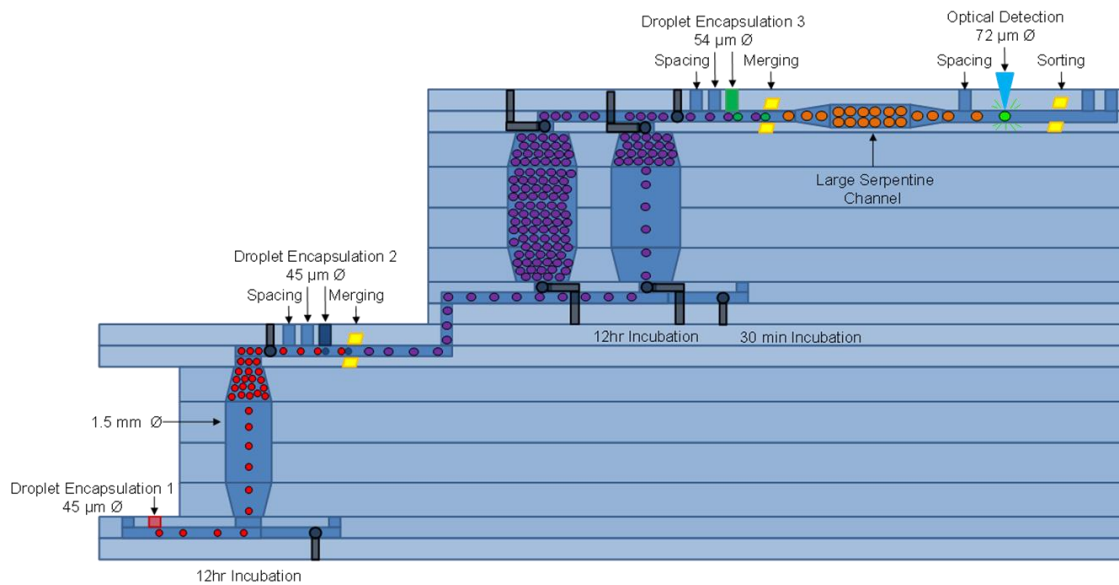 Droplet Encapsulation 3
54 µm Ø
Spacing
Merging
Optical Detection
72 µm Ø
Spacing
Sorting
Large Serpentine
Channel
Droplet Encapsulation 2
45 µm Ø
Spacing
Merging
12hr Incubation
30 min Incubation
1.5 mm Ø
Droplet Encapsulation 1
45 µm Ø
12hr Incubation